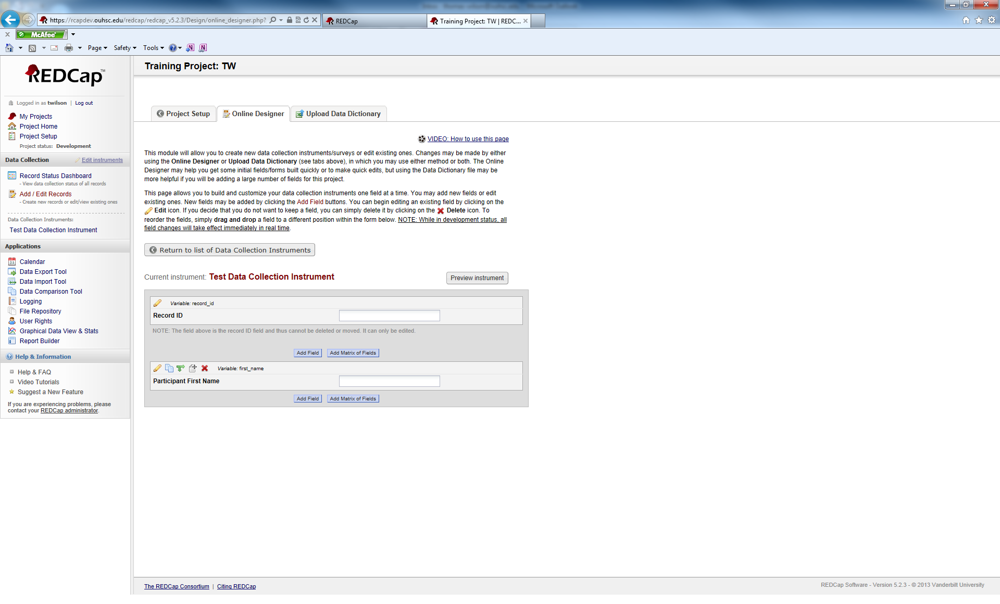 https://rcapdev.ouhsc.edu/redcap/redcap_v5.2.3/Design/online_designer.php?
REDCap
Training Project: TW | REDC...
McAfee
Page
Safety
Tools
REDCap™
Logged in as twilson | Log out
My Projects
Project Home
Project Setup
Project status: Development
Data Collection
Edit instruments
Record Status Dashboard
- View data collection status of all records
Add / Edit Records
- Create new records or edit/view existing ones
Data Collection Instruments:
Test Data Collection Instrument
Applications
Calendar
Data Export Tool
Data Import Tool
Data Comparison Tool
Logging
File Repository
User Rights
Graphical Data View & Stats
Report Builder
Help & Information
Help & FAQ
Video Tutorials
Suggest a New Feature
If you are experiencing problems, please
contact your REDCap administrator.
Training Project: TW
Project Setup
Online Designer
Upload Data Dictionary
VIDEO: How to use this page
This module will allow you to create new data collection instruments/surveys or edit existing ones. Changes may be made by either
using the Online Designer or Upload Data Dictionary (see tabs above), in which you may use either method or both. The Online
Designer may help you get some initial fields/forms built quickly or to make quick edits, but using the Data Dictionary file may be
more helpful if you will be adding a large number of fields for this project.
This page allows you to build and customize your data collection instruments one field at a time. You may add new fields or edit
existing ones. New fields may be added by clicking the Add Field buttons. You can begin editing an existing field by clicking on the
Edit icon. If you decide that you do not want to keep a field, you can simply delete it by clicking on the Delete icon. To
reorder the fields, simply drag and drop a field to a different position within the form below. NOTE: While in development status, all
field changes will take effect immediately in real time.
Return to list of Data Collection Instruments
Current instrument: Test Data Collection Instrument
Preview instrument
Variable: record_id
Record ID
NOTE: The field above is the record ID field and thus cannot be deleted or moved. It can only be edited.
Add Field
Add Matrix of Fields
Variable: first_name
Participant First Name
Add Field
Add Matrix of Fields
The REDCap Consortium | Citing REDCap
REDCap Software - Version 5.2.3 - © 2013 Vanderbilt University